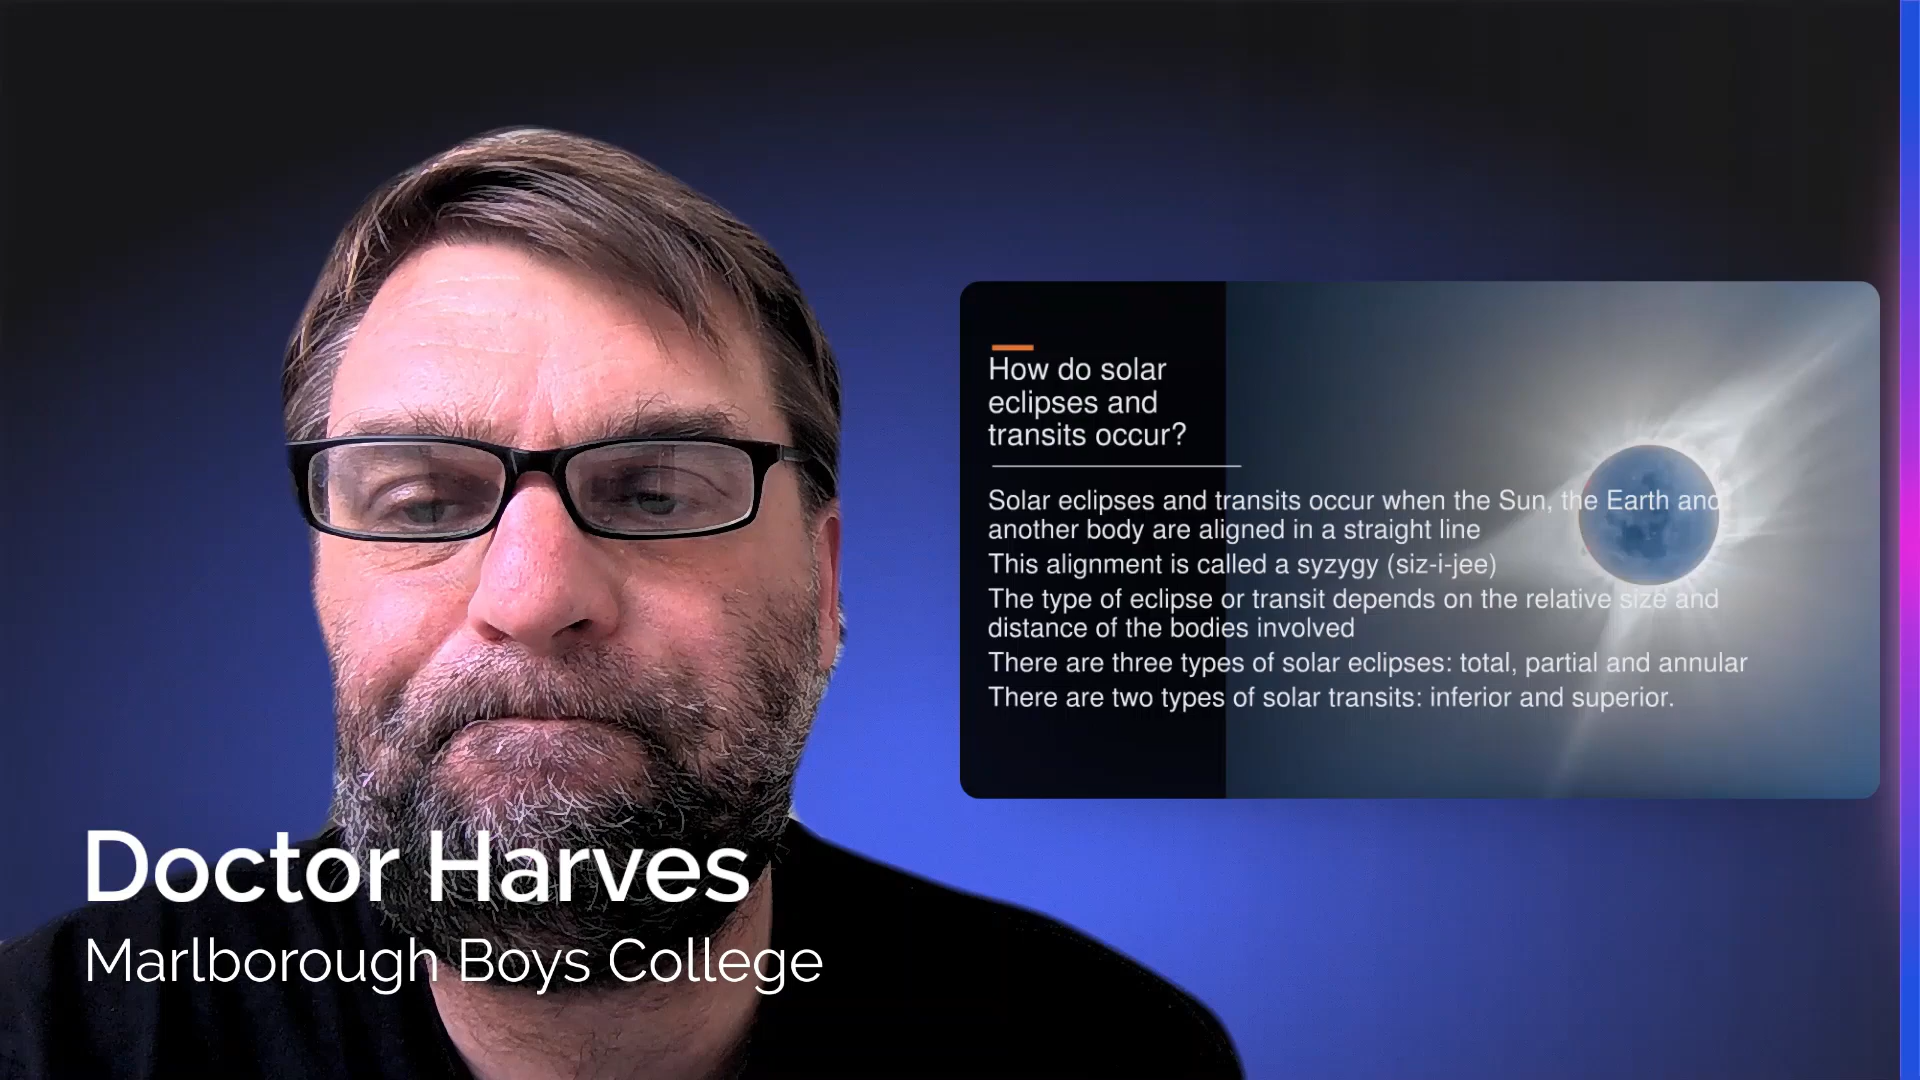 How do solar
eclipses and
transits occur?
Solar eclipses and transits occur when the Sun, the Earth and
another body are aligned in a straight line
This alignment is called a syzygy (siz-i-jee)
The type of eclipse or transit depends on the relative size and
distance of the bodies involved
There are three types of solar eclipses: total, partial and annular
There are two types of solar transits: inferior and superior.
Doctor Harves
Marlborough Boys College